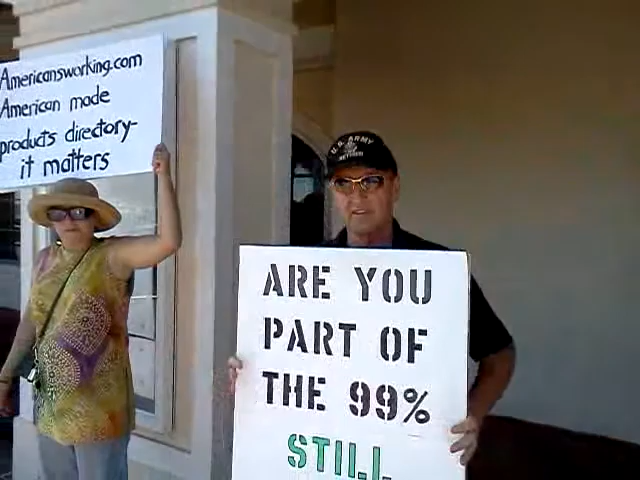 Americansworking.com
American made
products directory-
it matters
U.S. ARMY
RETIRED
ARE YOU
PART OF
THE 99%
STILL